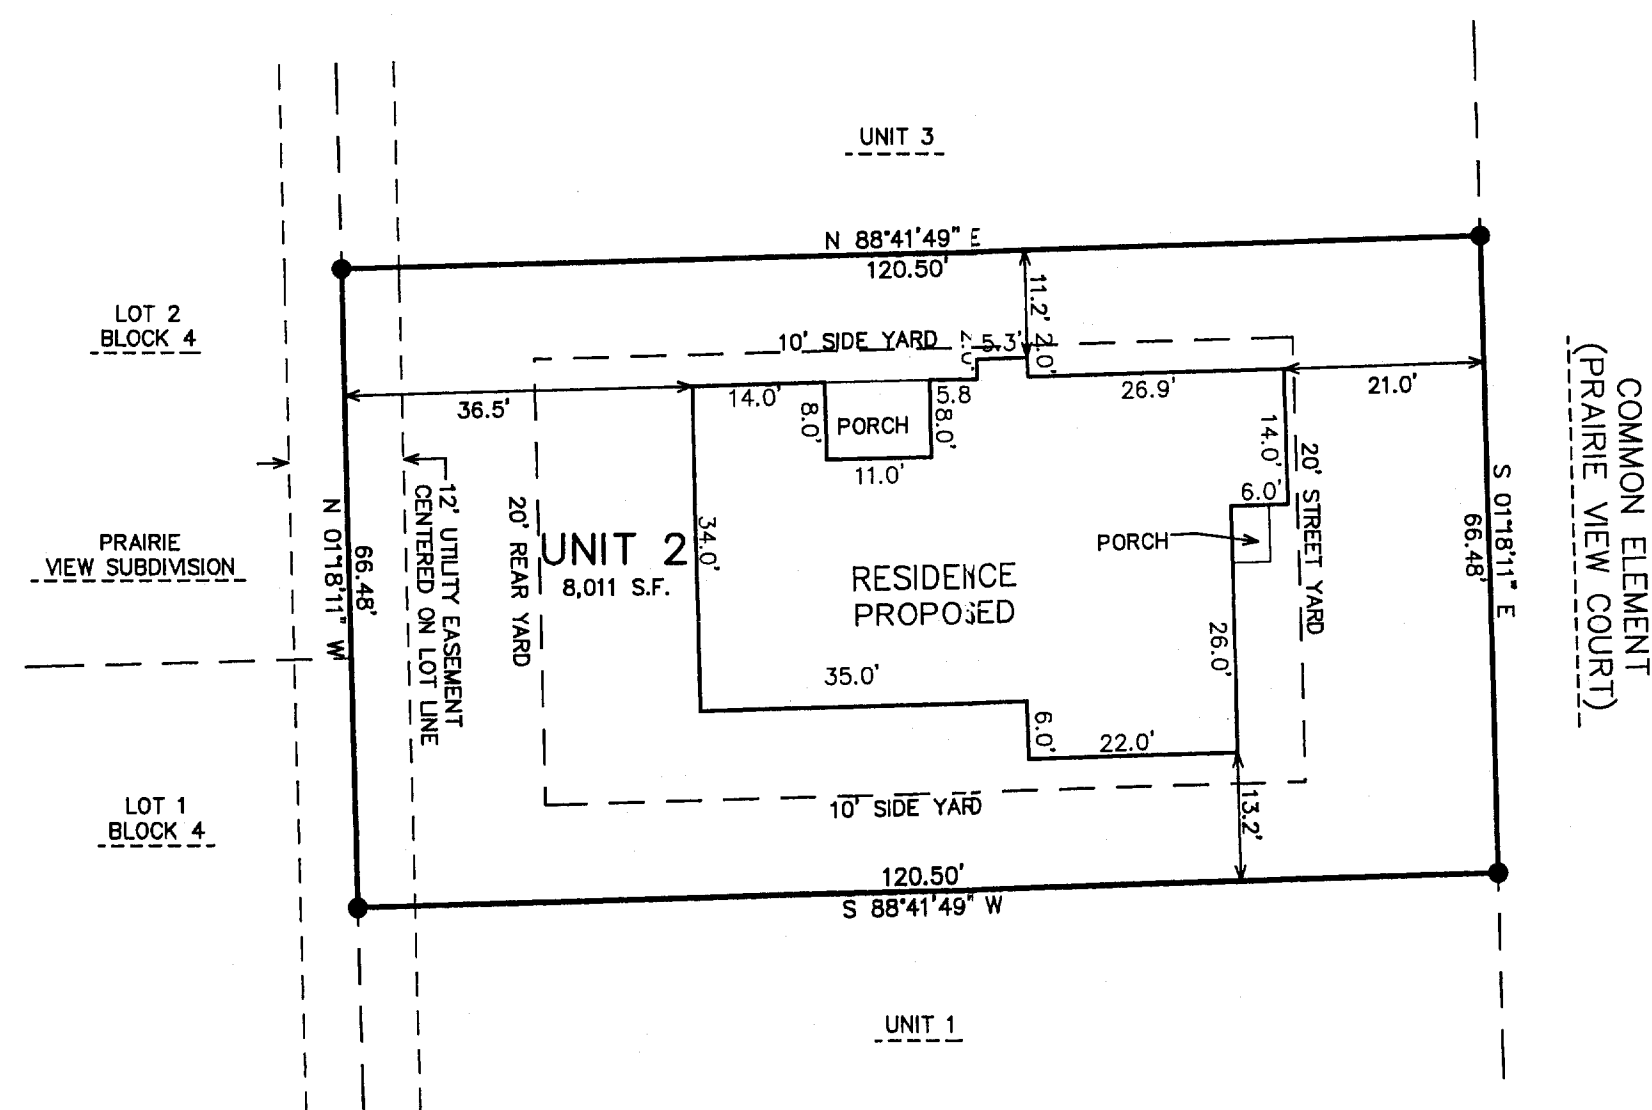 UNIT 3
N 88°41'49" E
120.50'
11.2'
LOT 2
BLOCK 4
10' SIDE YARD
2.0'
5.3'
2.0'
36.5'
14.0'
5.8
26.9'
21.0'
8.0'
PORCH
8.0'
11.0'
14.0'
6.0'
PORCH
20' STREET YARD
COMMON ELEMENT
(PRAIRIE VIEW COURT)
S 01°18'11" E
66.48'
N 01°18'11" W
66.48'
12' UTILITY EASEMENT
CENTERED ON LOT LINE
20' REAR YARD
PRAIRIE
VIEW SUBDIVISION
UNIT 2
8,011 S.F.
34.0'
RESIDENCE
PROPOSED
26.0'
35.0'
6.0'
22.0'
13.2'
LOT 1
BLOCK 4
10' SIDE YARD
120.50'
S 88°41'49" W
UNIT 1